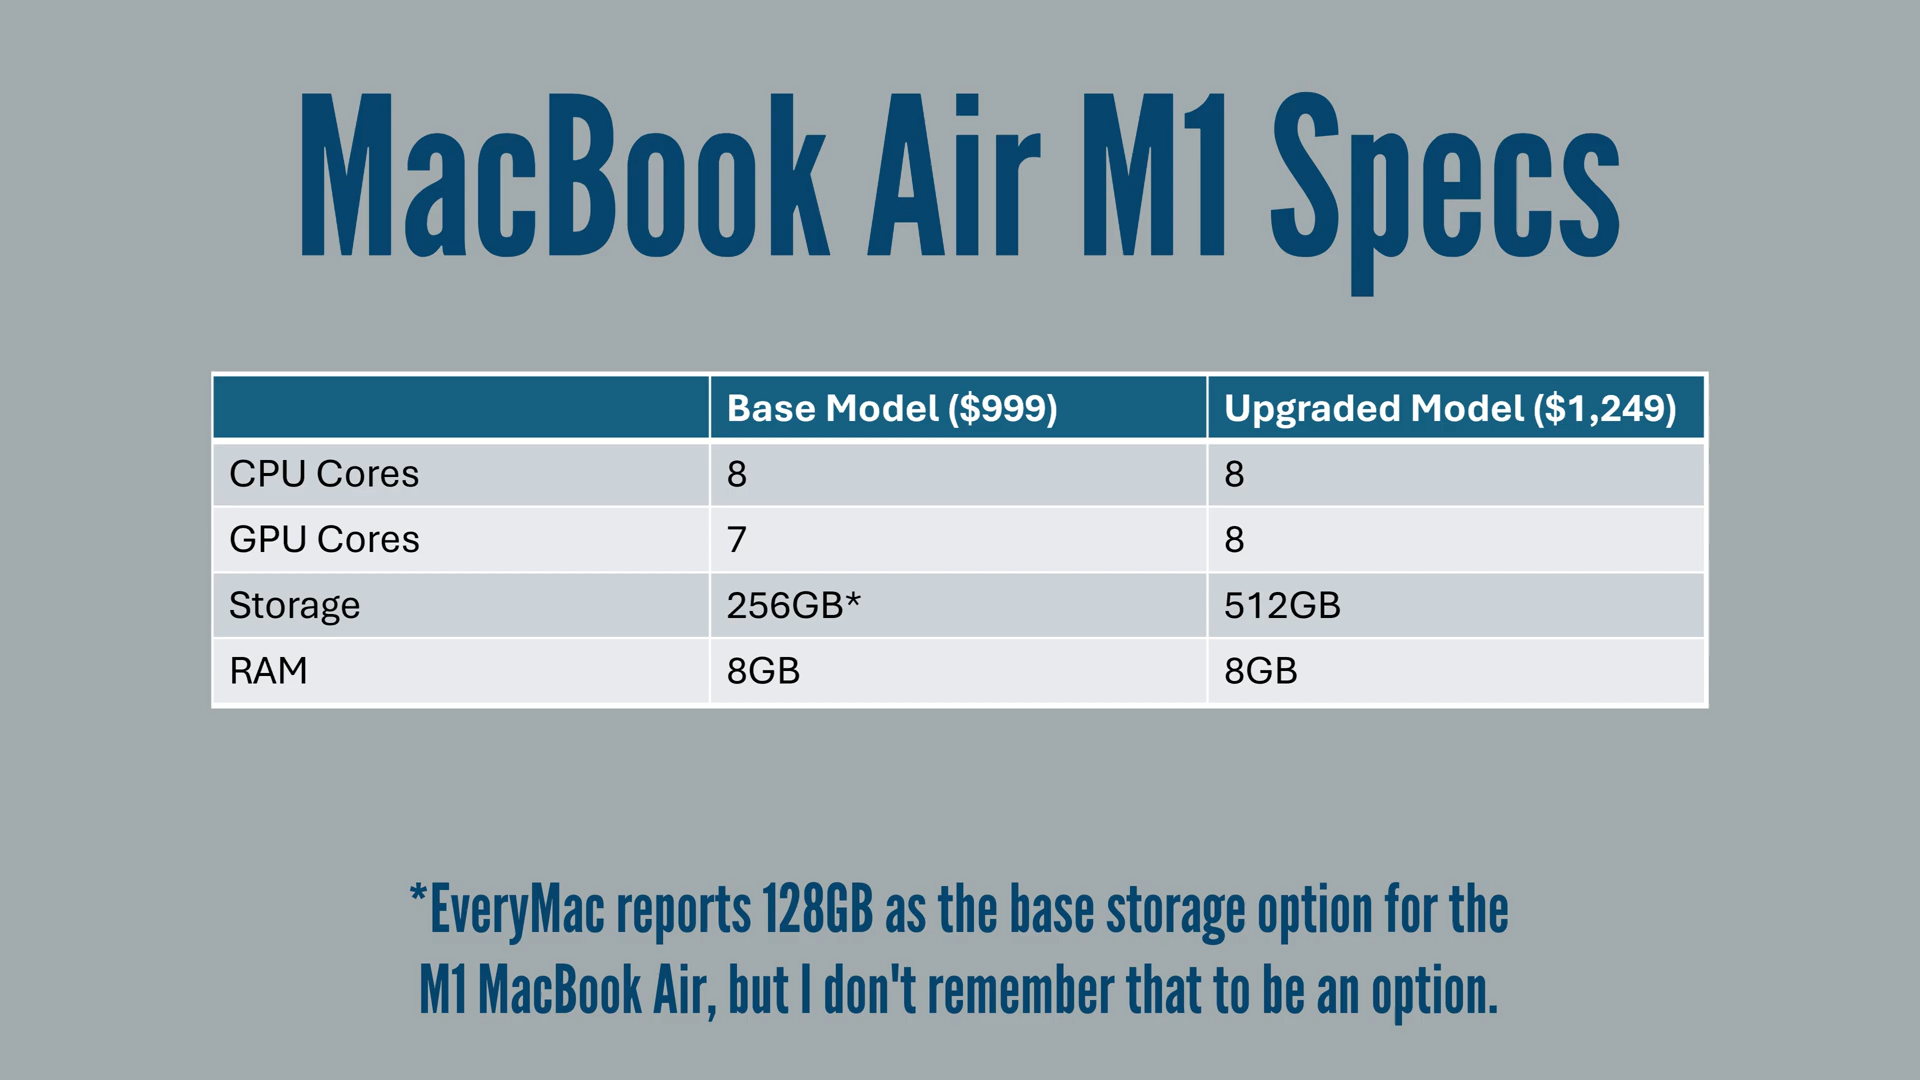 MacBook Air M1 Specs
Base Model ($999) Upgraded Model ($1,249)
CPU Cores 8 8
GPU Cores 7 8
Storage 256GB* 512GB
RAM 8GB 8GB
*EveryMac reports 128GB as the base storage option for the
M1 MacBook Air, but I don't remember that to be an option.